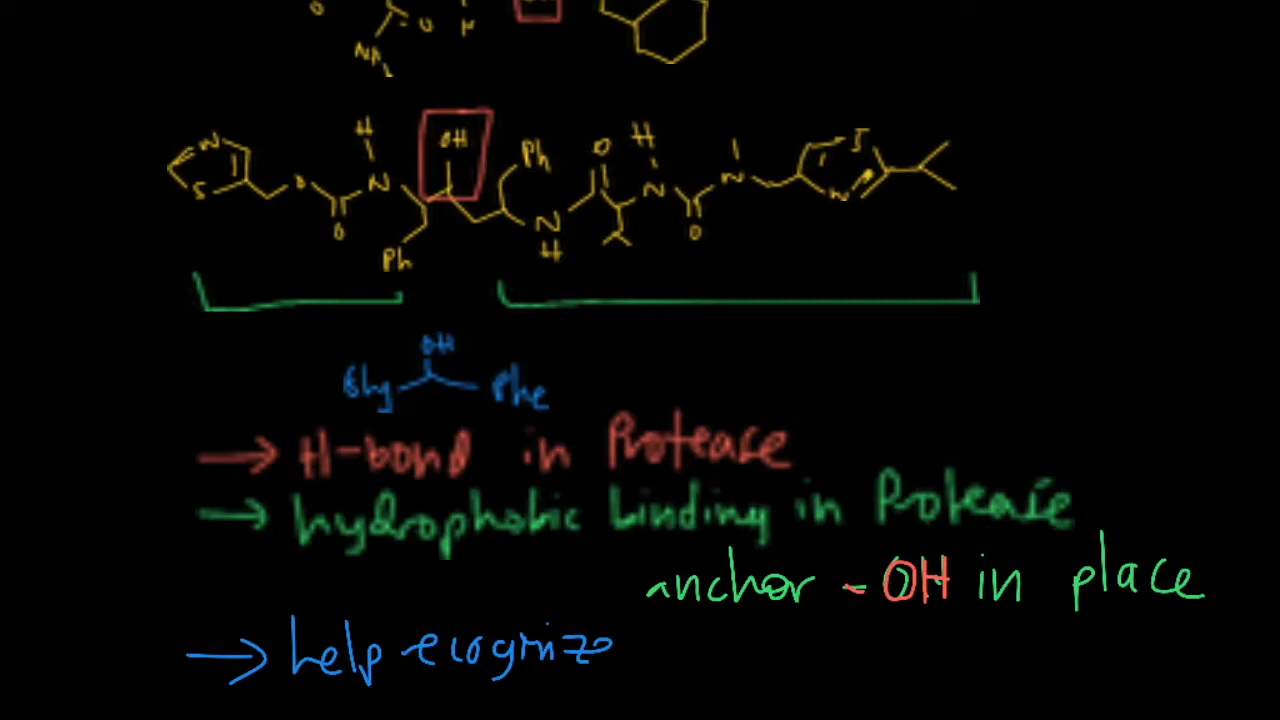 O O H
NH
H OH Ph O H
N S O N N N S N
O Ph N H O
OH
Gly Phe
→ H-bond in Protease
→ hydrophobic binding in Protease
anchor - OH in place
→ help ecognize